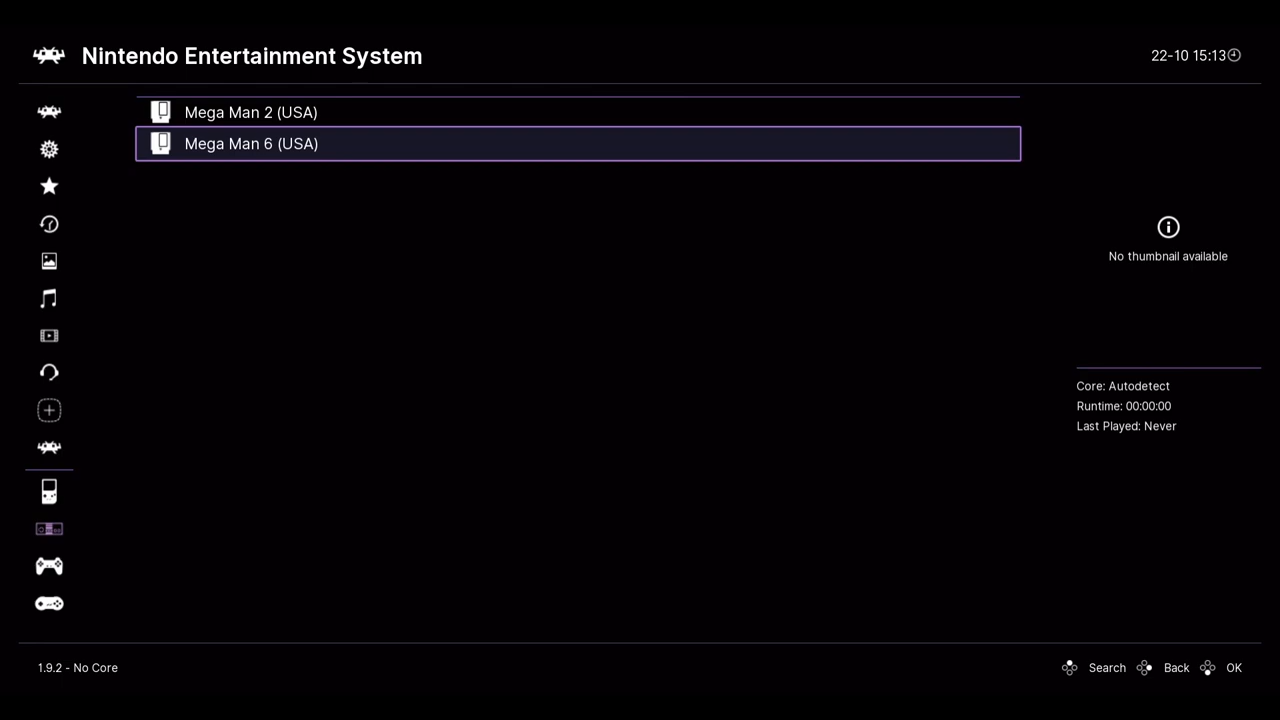 Nintendo Entertainment System
22-10 15:13
Mega Man 2 (USA)
Mega Man 6 (USA)
No thumbnail available
Core: Autodetect
Runtime: 00:00:00
Last Played: Never
1.9.2 - No Core
Search Back OK